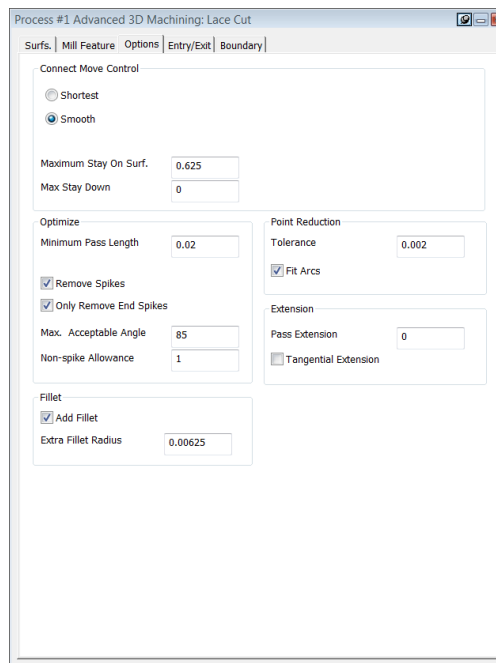 Process #1 Advanced 3D Machining: Lace Cut
Surfs. Mill Feature Options Entry/Exit Boundary
Connect Move Control
Shortest
Smooth
Maximum Stay On Surf. 0.625
Max Stay Down 0
Optimize
Minimum Pass Length 0.02
Remove Spikes
Only Remove End Spikes
Max. Acceptable Angle 85
Non-spike Allowance 1
Point Reduction
Tolerance 0.002
Fit Arcs
Extension
Pass Extension 0
Tangential Extension
Fillet
Add Fillet
Extra Fillet Radius 0.00625